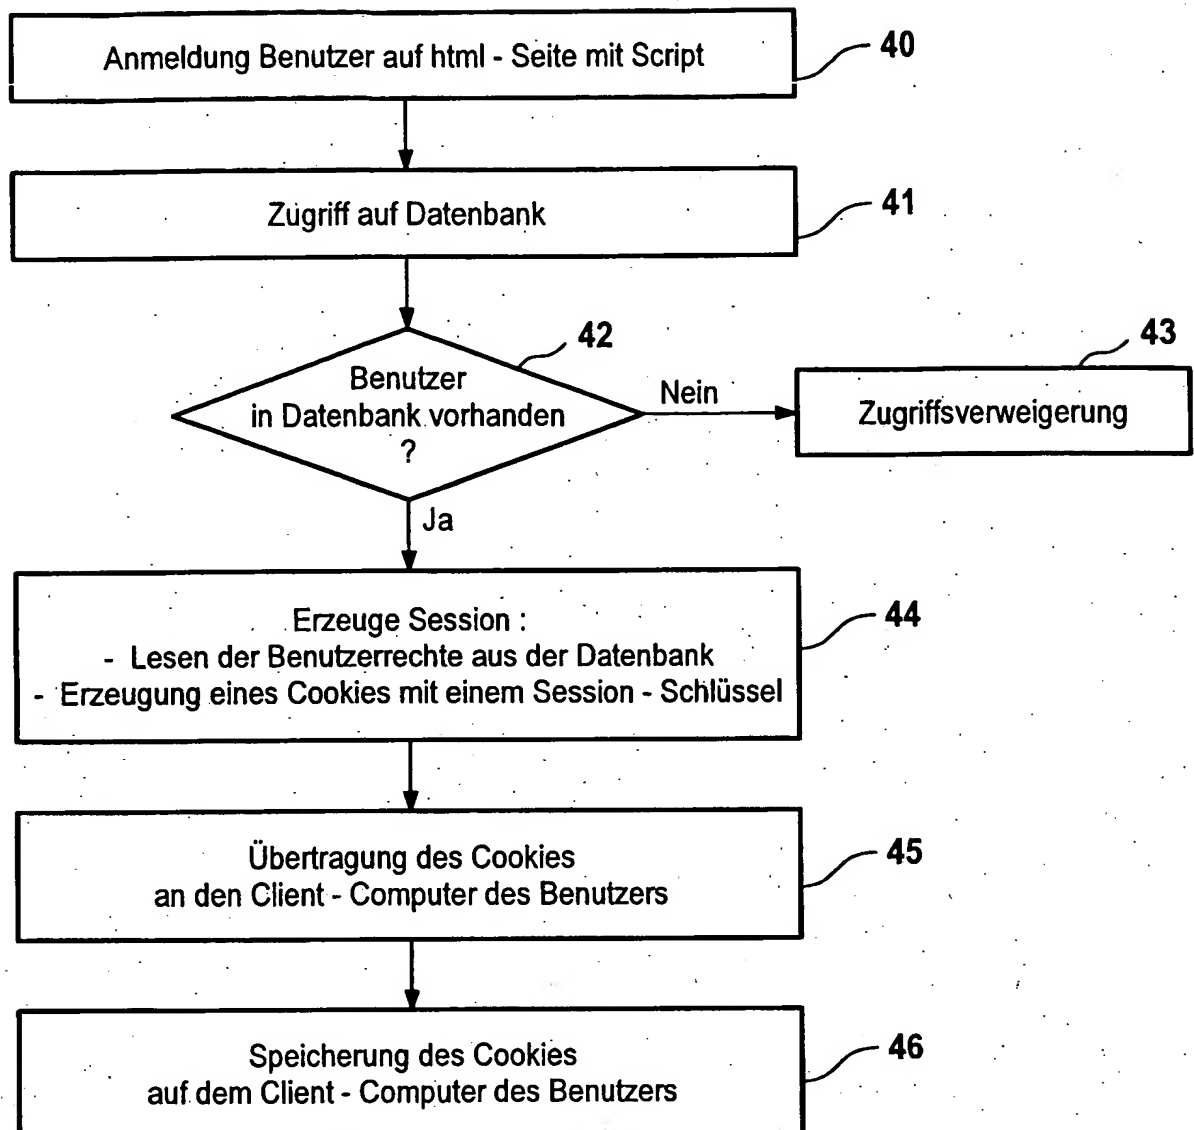 Anmeldung Benutzer auf html - Seite mit Script
40
Zugriff auf Datenbank
41
42
Benutzer
in Datenbank vorhanden
?
Nein
43
Zugriffsverweigerung
Ja
Erzeuge Session :
- Lesen der Benutzerrechte aus der Datenbank
- Erzeugung eines Cookies mit einem Session - Schlüssel
44
Übertragung des Cookies
an den Client - Computer des Benutzers
45
Speicherung des Cookies
auf dem Client - Computer des Benutzers
46